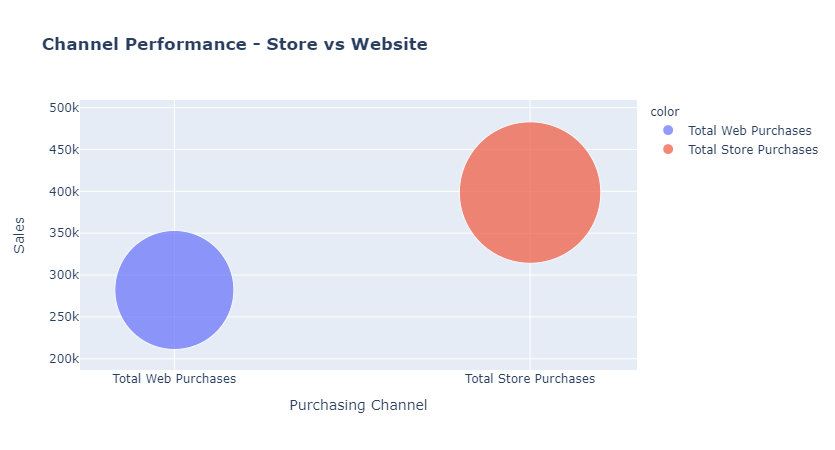 Channel Performance - Store vs Website
500k
450k
400k
350k
300k
250k
200k
Sales
Total Web Purchases
Total Store Purchases
Purchasing Channel
color
Total Web Purchases
Total Store Purchases